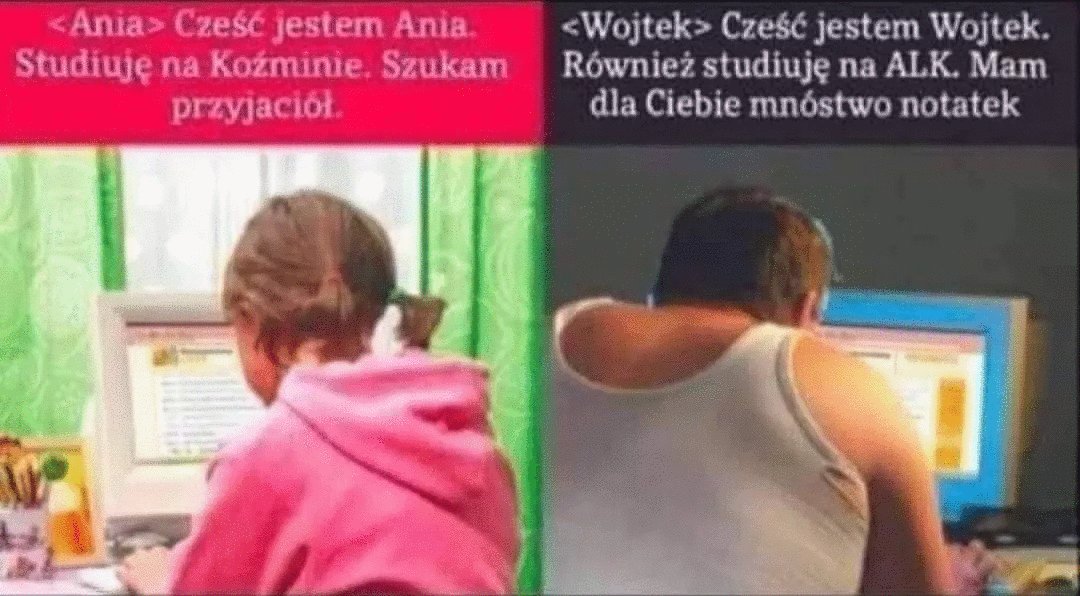 <Ania> Cześć jestem Ania.
Studiuję na Koźminie. Szukam
przyjaciół.
<Wojtek> Cześć jestem Wojtek.
Również studiuję na ALK. Mam
dla Ciebie mnóstwo notatek